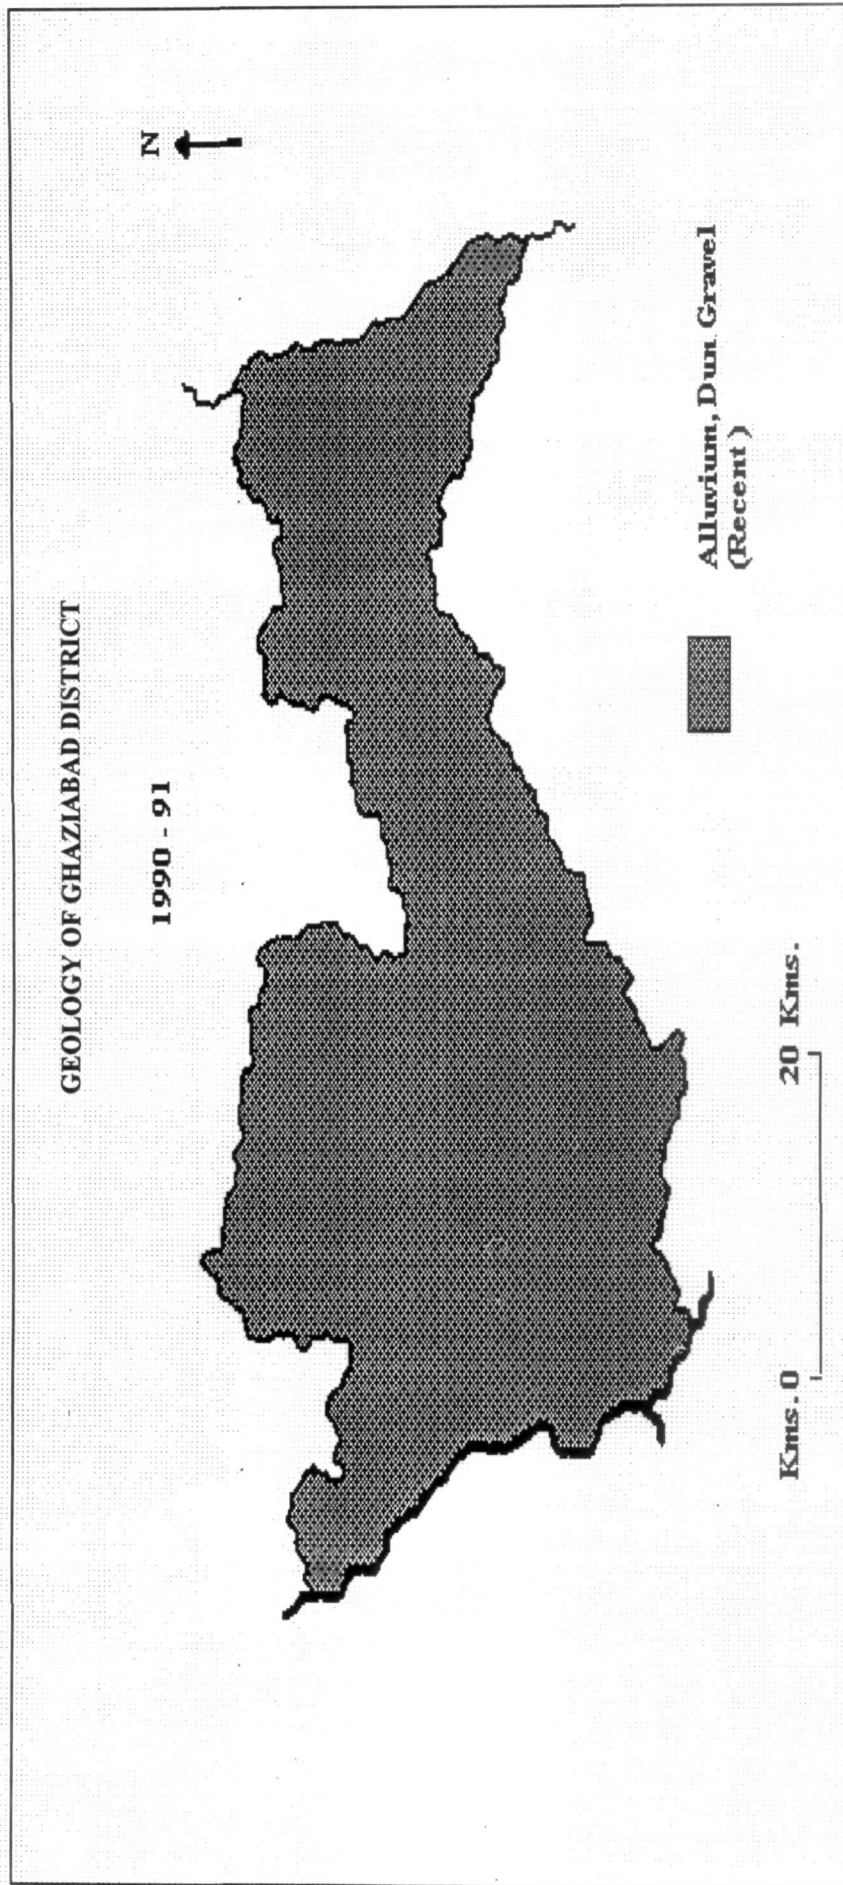 GEOLOGY OF GHAZIABAD DISTRICT
1990 - 91
N
Alluvium, Dun Gravel
(Recent)
Kms. 0 20 Kms.